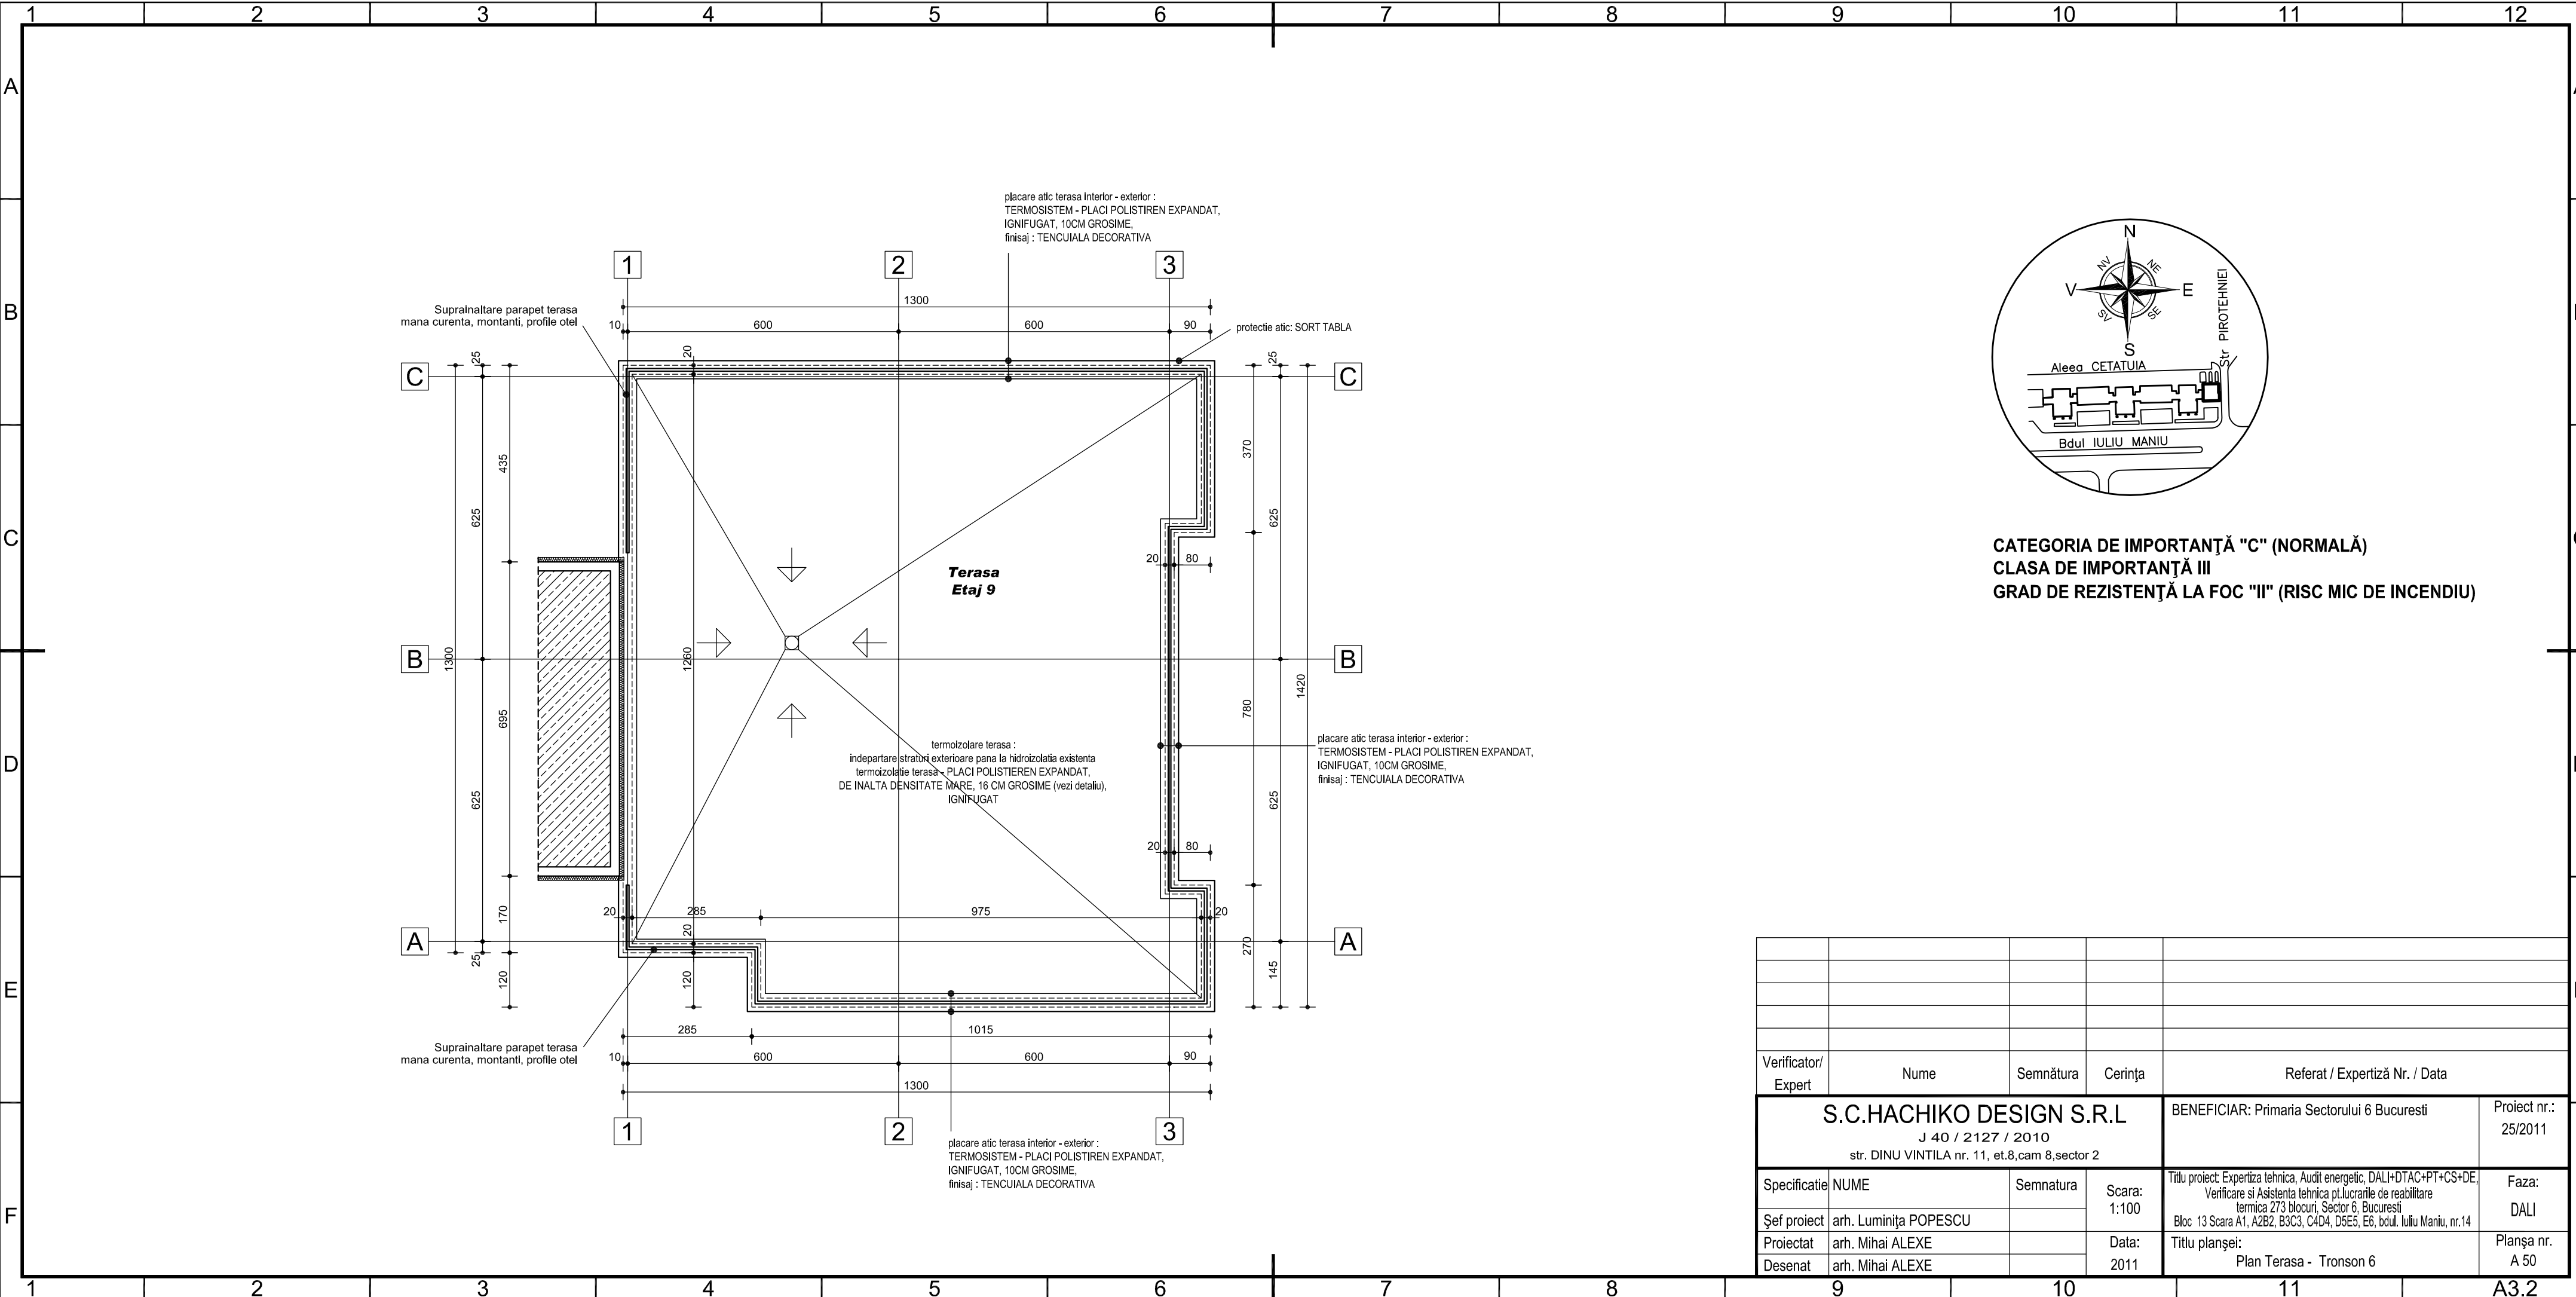 1 2 3 4 5 6 7 8 9 10 11 12
A
B
C
D
E
F
placare atic terasa interior - exterior :
TERMOSISTEM - PLACI POLISTIREN EXPANDAT,
IGNIFUGAT, 10CM GROSIME,
finisaj : TENCUIALA DECORATIVA
1 2 3
1300
Suprainaltare parapet terasa
mana curenta, montanti, profile otel
10 600 600 90
protectie atic: SORT TABLA
25 20 25
C C
435 370
625 625
20 80
Terasa
Etaj 9
B B
1300 1260 1420
695 780
termoizolare terasa :
indepartare straturi exterioare pana la hidroizolatia existenta
termoizolatie terasa - PLACI POLISTIEREN EXPANDAT,
DE INALTA DENSITATE MARE, 16 CM GROSIME (vezi detaliu),
IGNIFUGAT
placare atic terasa interior - exterior :
TERMOSISTEM - PLACI POLISTIREN EXPANDAT,
IGNIFUGAT, 10CM GROSIME,
finisaj : TENCUIALA DECORATIVA
625 625
20 80
170 20 285 975 20
A A
20 270
25 145
120 120
285 1015
Suprainaltare parapet terasa
mana curenta, montanti, profile otel
10 600 600 90
1300
1 2 3
placare atic terasa interior - exterior :
TERMOSISTEM - PLACI POLISTIREN EXPANDAT,
IGNIFUGAT, 10CM GROSIME,
finisaj : TENCUIALA DECORATIVA
N
NV NE
V E
SV SE
S
Str PIROTEHNIEI
Aleea CETATUIA
Bdul IULIU MANIU
CATEGORIA DE IMPORTANŢĂ "C" (NORMALĂ)
CLASA DE IMPORTANŢĂ III
GRAD DE REZISTENŢĂ LA FOC "II" (RISC MIC DE INCENDIU)
Verificator/
Expert
Nume
Semnătura
Cerinţa
Referat / Expertiză Nr. / Data
S.C.HACHIKO DESIGN S.R.L
J 40 / 2127 / 2010
str. DINU VINTILA nr. 11, et.8,cam 8,sector 2
BENEFICIAR: Primaria Sectorului 6 Bucuresti
Proiect nr.:
25/2011
Specificatie NUME Semnatura
Scara:
1:100
Titlu proiect: Expertiza tehnica, Audit energetic, DALI+DTAC+PT+CS+DE,
Verificare si Asistenta tehnica pt.lucrarile de reabilitare
termica 273 blocuri, Sector 6, Bucuresti
Bloc 13 Scara A1, A2B2, B3C3, C4D4, D5E5, E6, bdul. Iuliu Maniu, nr.14
Faza:
DALI
Şef proiect arh. Luminiţa POPESCU
Proiectat arh. Mihai ALEXE
Desenat arh. Mihai ALEXE
Data:
2011
Titlu planşei:
Plan Terasa - Tronson 6
Planşa nr.
A 50
1 2 3 4 5 6 7 8 9 10 11 A3.2